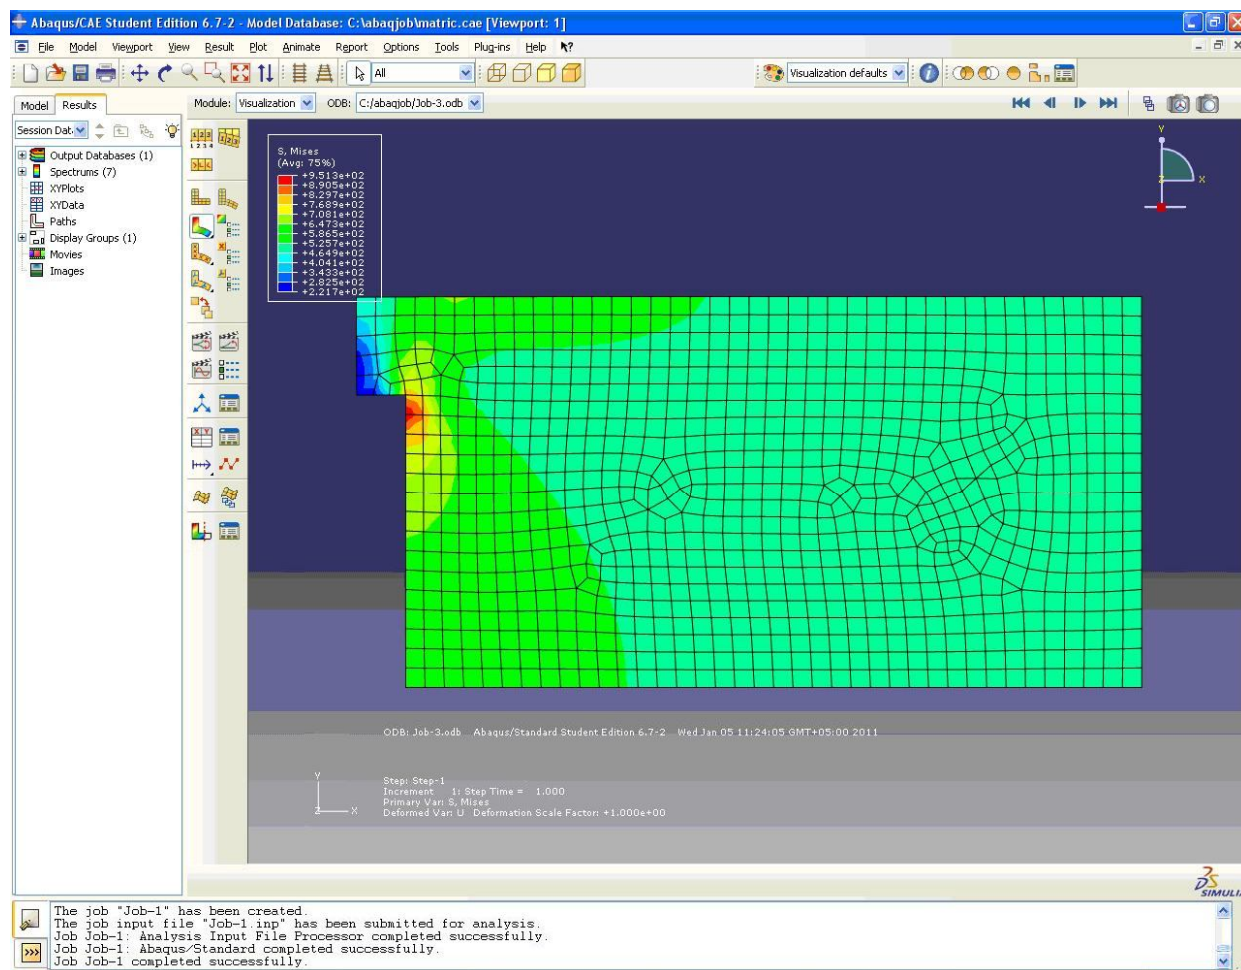 Abaqus/CAE Student Edition 6.7-2 - Model Database: C:\abaqjob\matric.cae [Viewport: 1]
File Model Viewport View Result Plot Animate Report Options Tools Plug-ins Help
All
Visualization defaults
Model Results
Module: Visualization ODB: C:/abaqjob/Job-3.odb
Session Dat
Output Databases (1)
Spectrums (7)
XYPlots
XYData
Paths
Display Groups (1)
Movies
Images
S, Mises
(Avg: 75%)
+9.513e+02
+8.905e+02
+8.297e+02
+7.689e+02
+7.081e+02
+6.473e+02
+5.865e+02
+5.257e+02
+4.649e+02
+4.041e+02
+3.433e+02
+2.825e+02
+2.217e+02
Y
Z X
ODB: Job-3.odb Abaqus/Standard Student Edition 6.7-2 Wed Jan 05 11:24:05 GMT+05:00 2011
Y
Z X
Step: Step-1
Increment 1: Step Time = 1.000
Primary Var: S, Mises
Deformed Var: U Deformation Scale Factor: +1.000e+00
SIMULIA
The job "Job-1" has been created.
The job input file "Job-1.inp" has been submitted for analysis.
Job Job-1: Analysis Input File Processor completed successfully.
Job Job-1: Abaqus/Standard completed successfully.
Job Job-1 completed successfully.
>>>